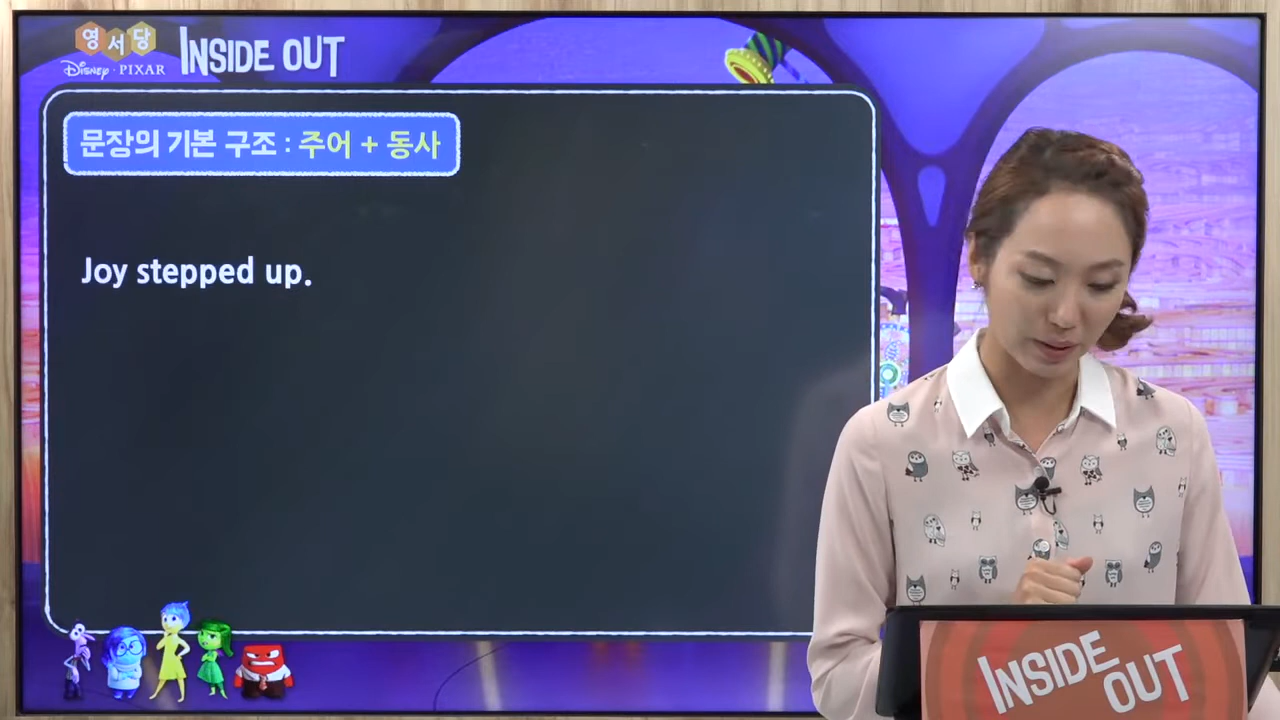 영서당
Disney · PIXAR
INSIDE OUT
문장의 기본 구조 : 주어 + 동사
Joy stepped up.
INSIDE
OUT